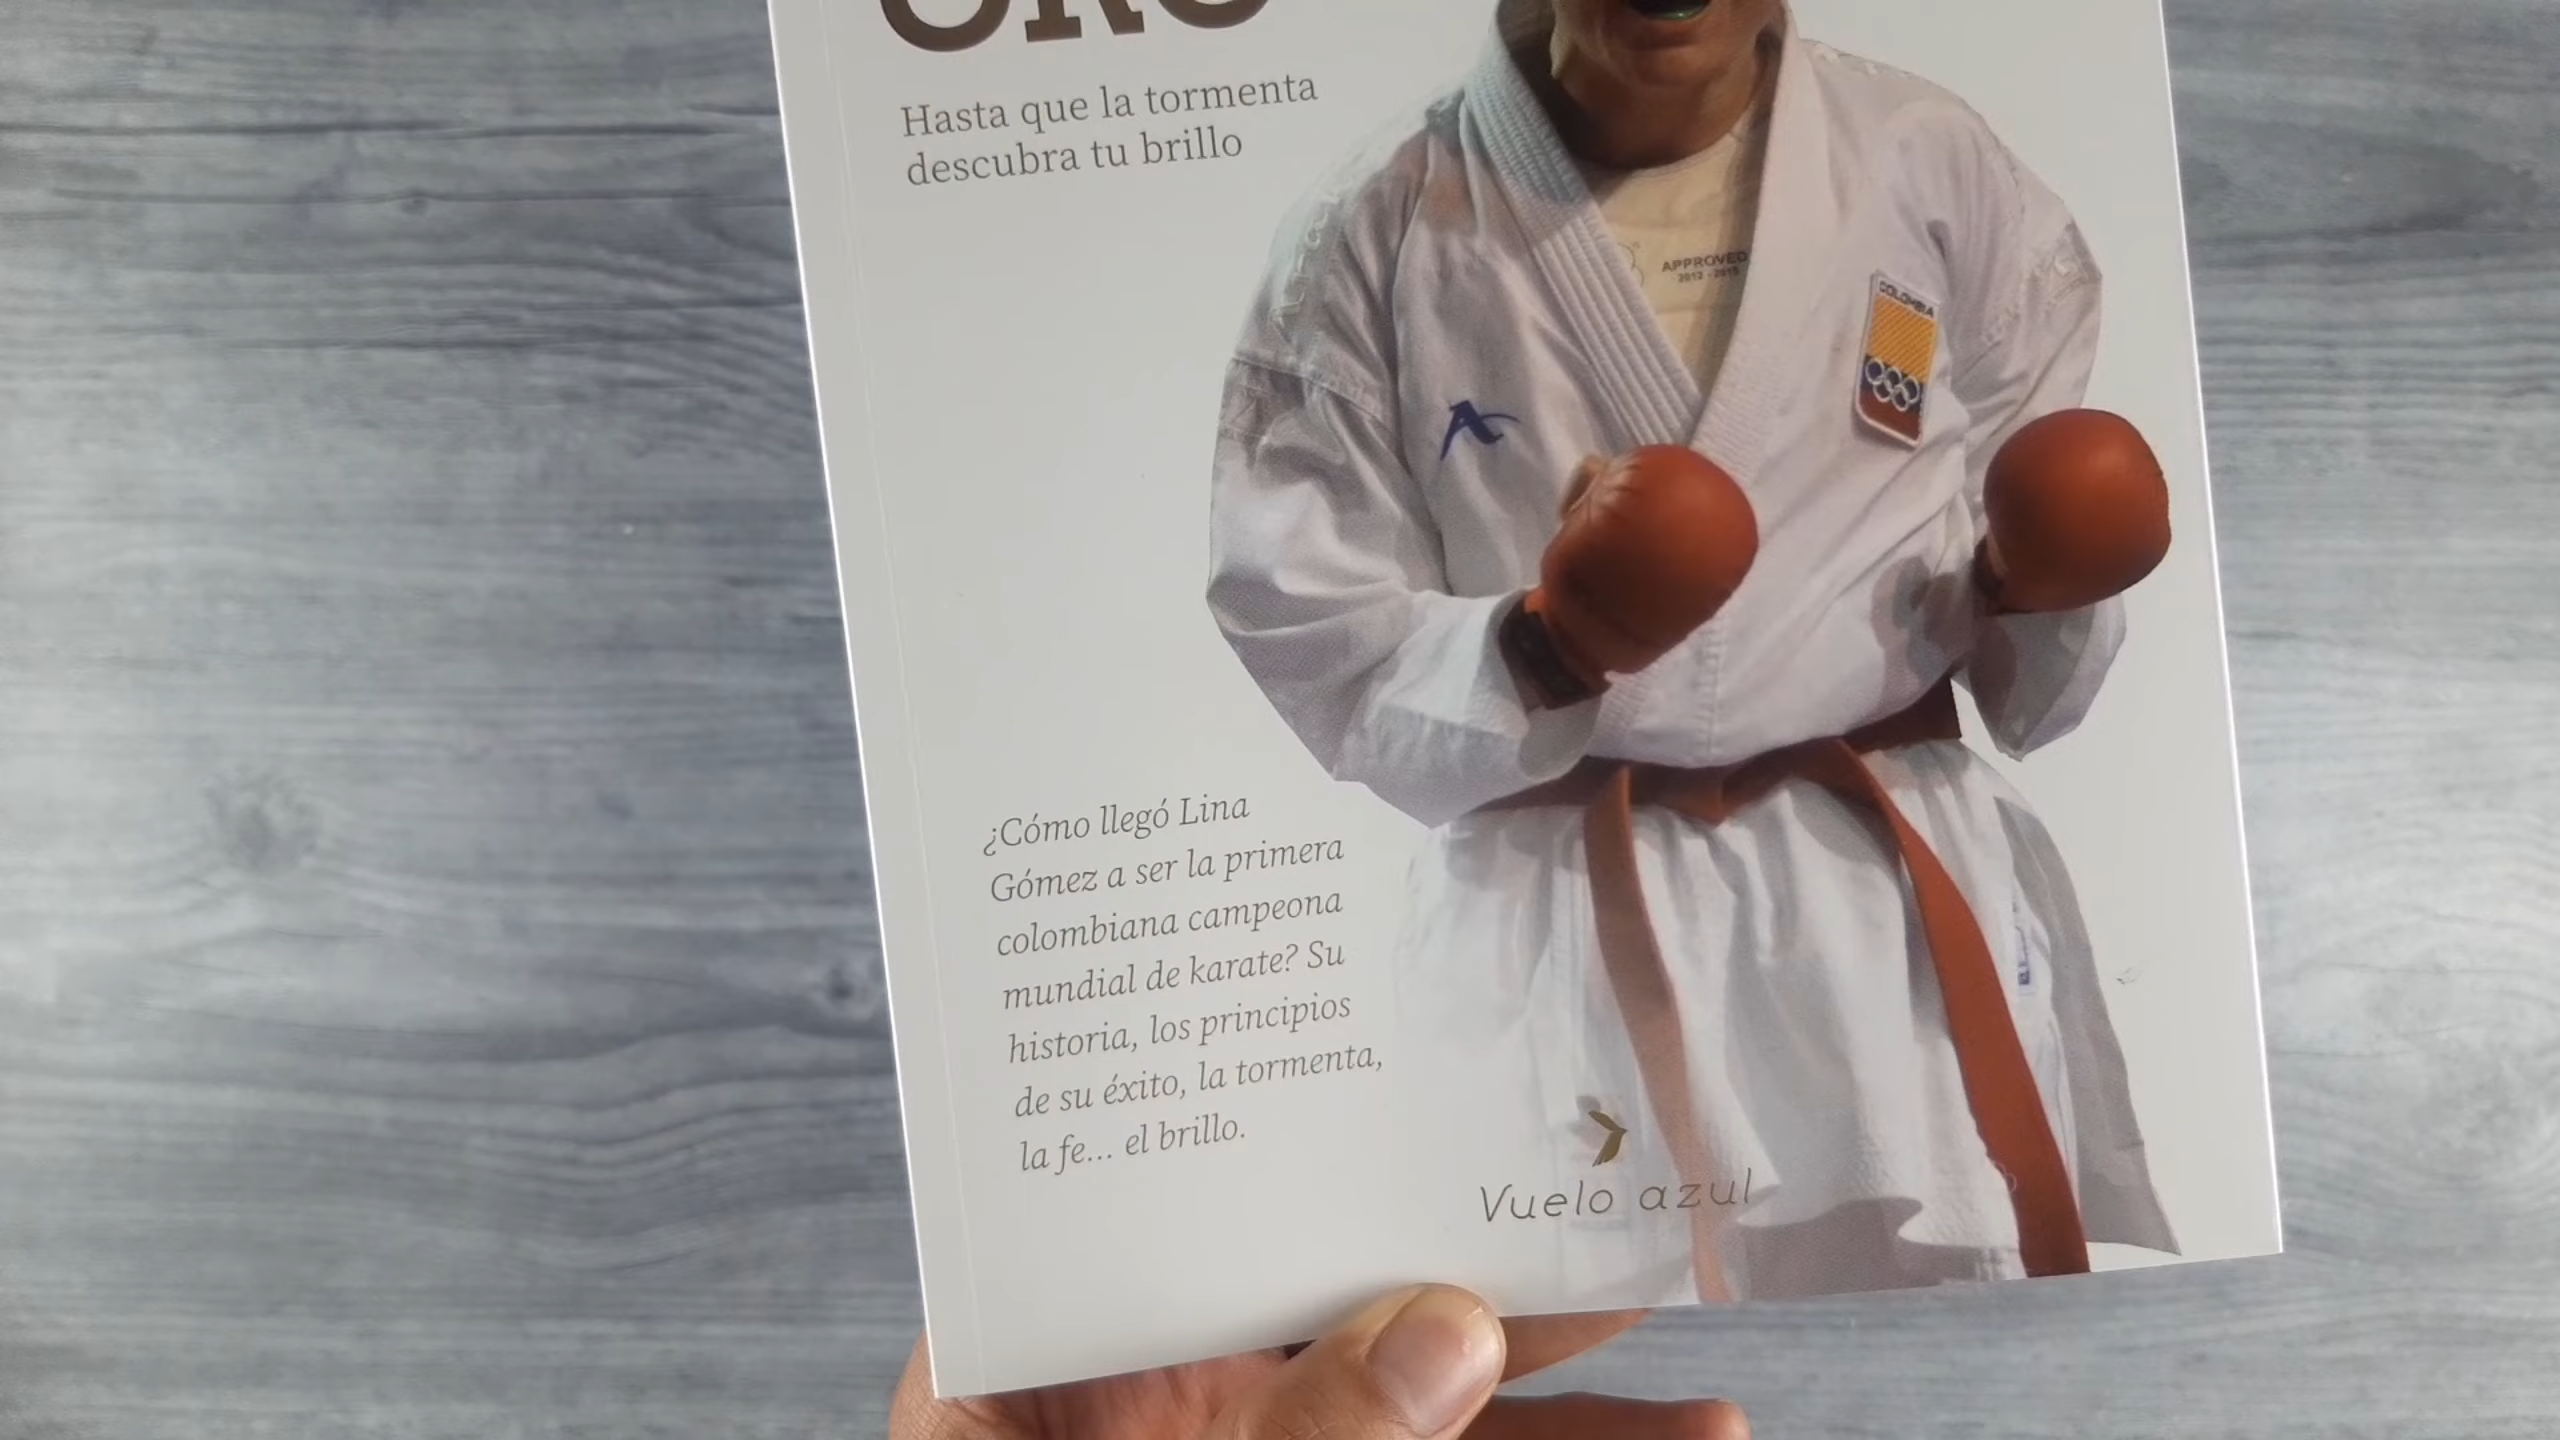 ORO
Hasta que la tormenta
descubra tu brillo
APPROVED
2012 - 2015
COLOMBIA
¿Cómo llegó Lina
Gómez a ser la primera
colombiana campeona
mundial de karate? Su
historia, los principios
de su éxito, la tormenta,
la fe... el brillo.
Vuelo azul